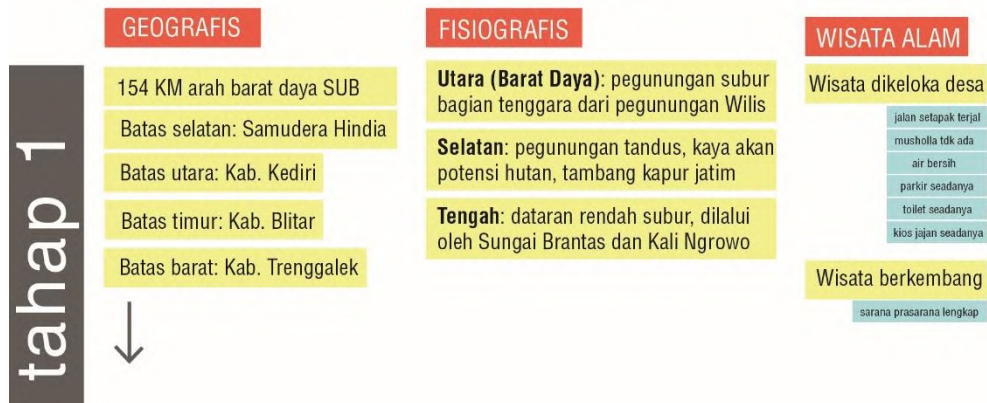 tahap 1
GEOGRAFIS
154 KM arah barat daya SUB
Batas selatan: Samudera Hindia
Batas utara: Kab. Kediri
Batas timur: Kab. Blitar
Batas barat: Kab. Trenggalek
FISIOGRAFIS
Utara (Barat Daya): pegunungan subur
bagian tenggara dari pegunungan Wilis
Selatan: pegunungan tandus, kaya akan
potensi hutan, tambang kapur jatim
Tengah: dataran rendah subur, dilalui
oleh Sungai Brantas dan Kali Ngrowo
WISATA ALAM
Wisata dikeloka desa
jalan setapak terjal
musholla tdk ada
air bersih
parkir seadanya
toilet seadanya
kios jajan seadanya
Wisata berkembang
sarana prasarana lengkap